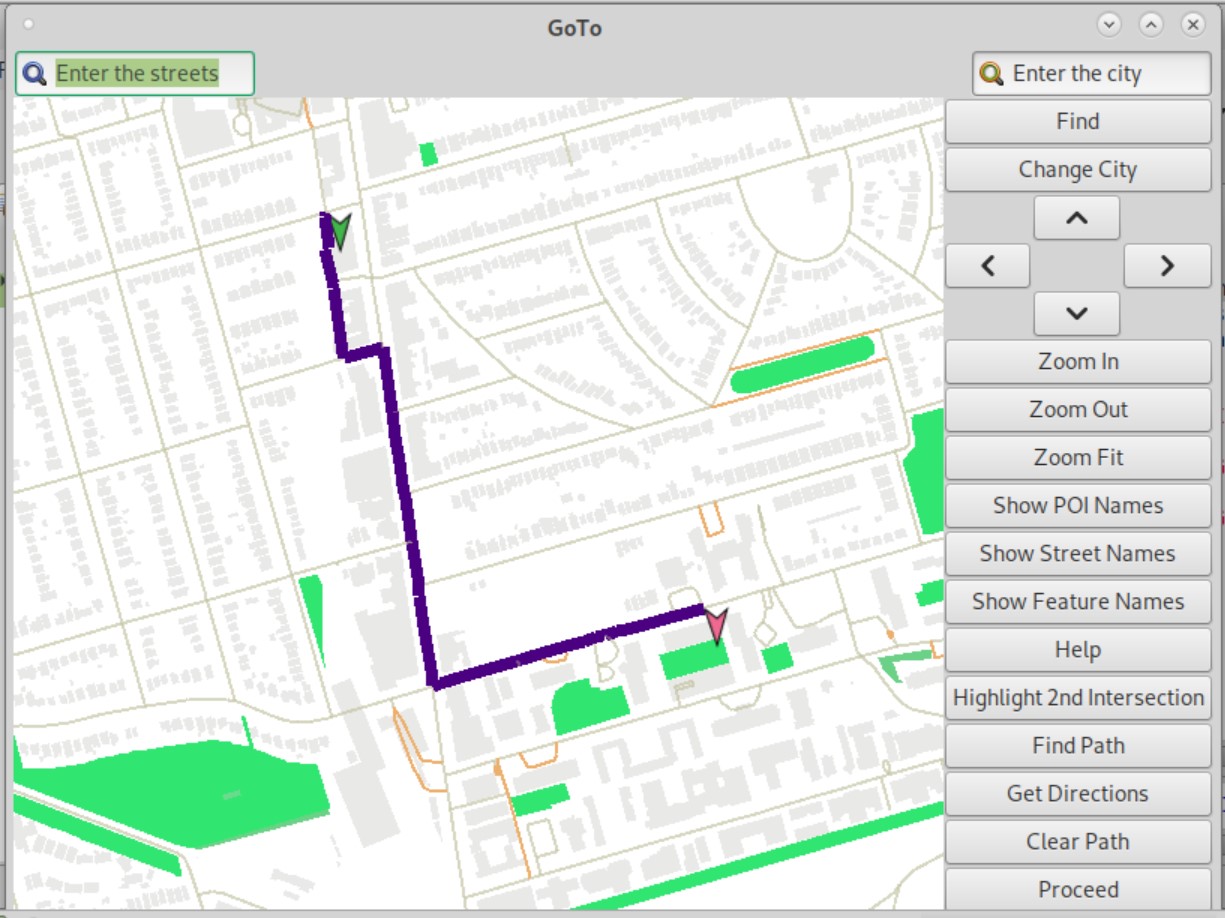 GoTo
Enter the streets
Enter the city
Find
Change City
Zoom In
Zoom Out
Zoom Fit
Show POI Names
Show Street Names
Show Feature Names
Help
Highlight 2nd Intersection
Find Path
Get Directions
Clear Path
Proceed